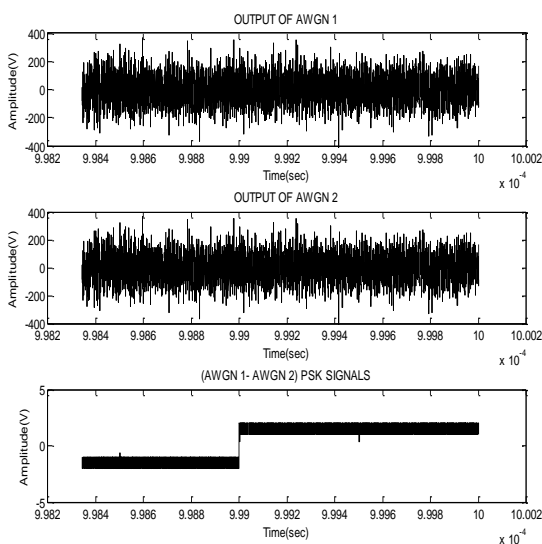 OUTPUT OF AWGN 1
Amplitude(V)
400
200
0
-200
-400
9.982 9.984 9.986 9.988 9.99 9.992 9.994 9.996 9.998 10 10.002
Time(sec)
x 10^-4
OUTPUT OF AWGN 2
Amplitude(V)
400
200
0
-200
-400
9.982 9.984 9.986 9.988 9.99 9.992 9.994 9.996 9.998 10 10.002
Time(sec)
x 10^-4
(AWGN 1- AWGN 2) PSK SIGNALS
Amplitude(V)
5
0
-5
9.982 9.984 9.986 9.988 9.99 9.992 9.994 9.996 9.998 10 10.002
Time(sec)
x 10^-4